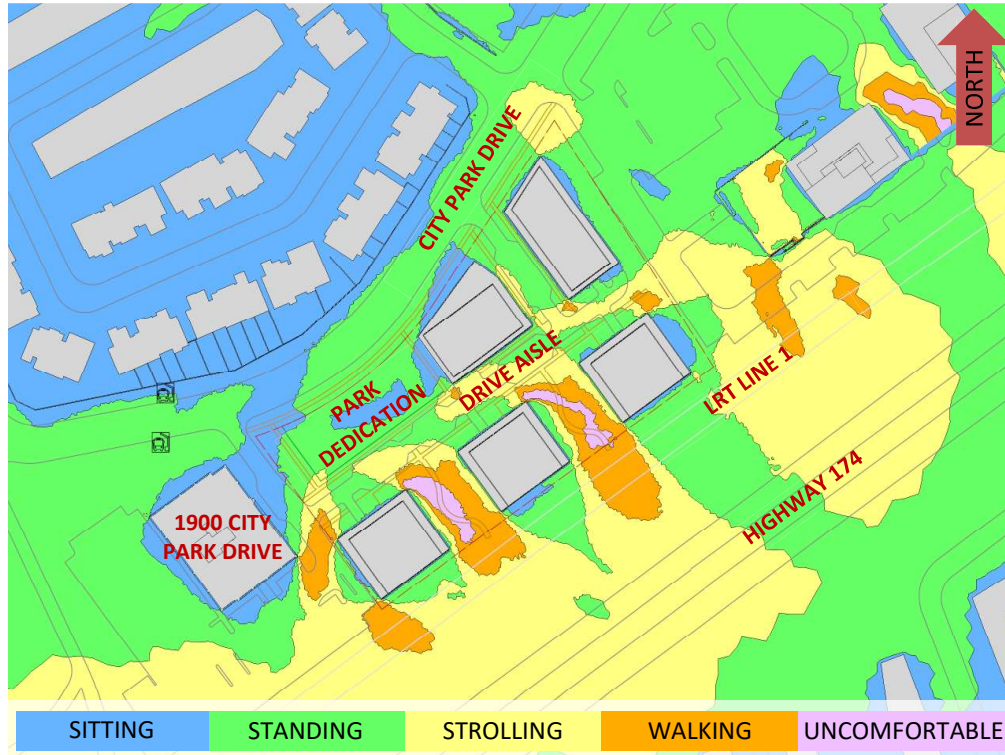 NORTH
CITY PARK DRIVE
PARK
DEDICATION
DRIVE AISLE
LRT LINE 1
HIGHWAY 174
1900 CITY
PARK DRIVE
SITTING
STANDING
STROLLING
WALKING
UNCOMFORTABLE